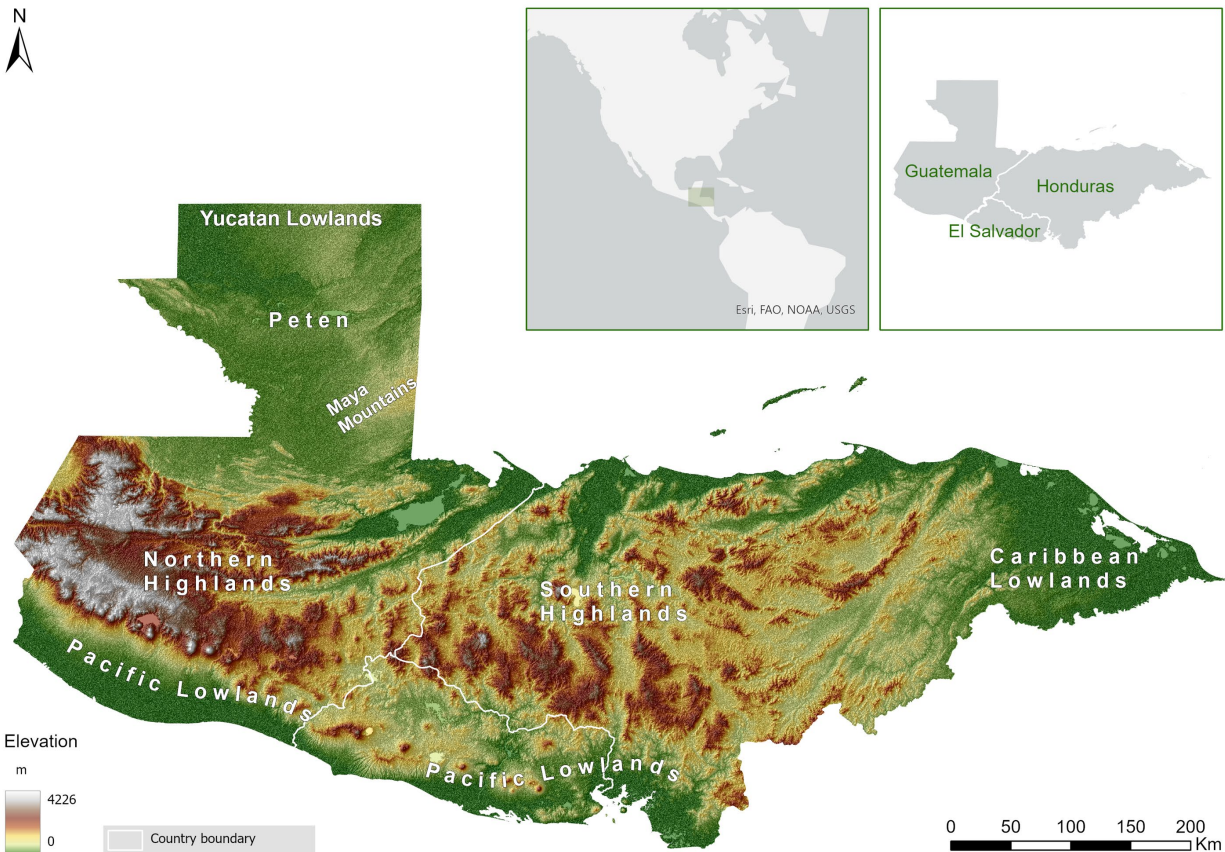 N
Guatemala
Honduras
El Salvador
Esri, FAO, NOAA, USGS
Yucatan Lowlands
Peten
Maya
Mountains
Northern
Highlands
Southern
Highlands
Caribbean
Lowlands
Pacific Lowlands
Pacific Lowlands
Elevation
m
4226
0
Country boundary
0 50 100 150 200
Km